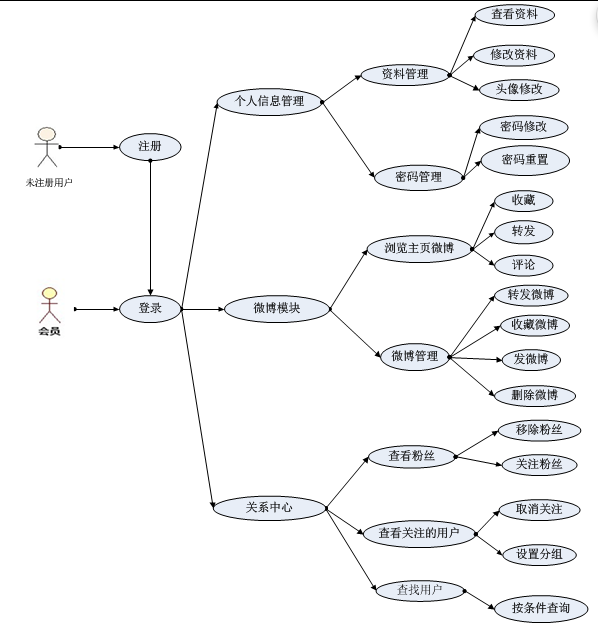 查看资料
修改资料
资料管理
头像修改
个人信息管理
密码修改
注册
密码重置
未注册用户
密码管理
收藏
转发
浏览主页微博
评论
转发微博
会员
登录
微博模块
收藏微博
微博管理
发微博
删除微博
移除粉丝
查看粉丝
关注粉丝
关系中心
取消关注
查看关注的用户
设置分组
查找用户
按条件查询